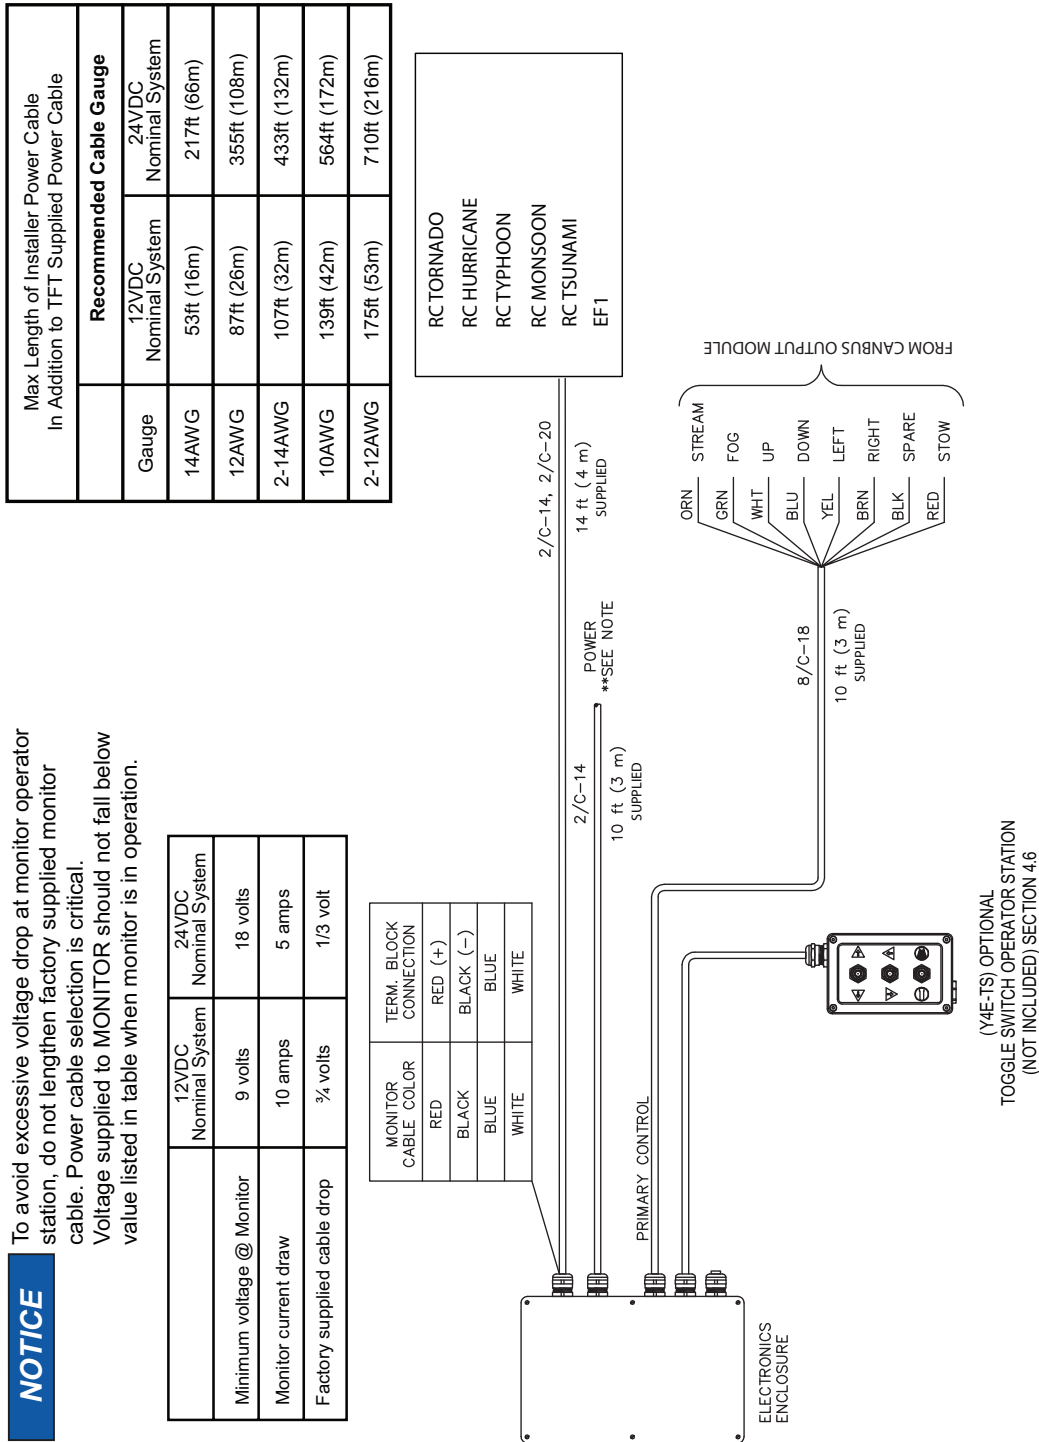 NOTICE
To avoid excessive voltage drop at monitor operator
station, do not lengthen factory supplied monitor
cable. Power cable selection is critical.
Voltage supplied to MONITOR should not fall below
value listed in table when monitor is in operation.
12VDC Nominal System
24VDC Nominal System
Minimum voltage @ Monitor
9 volts
18 volts
Monitor current draw
10 amps
5 amps
Factory supplied cable drop
¾ volts
1/3 volt
Max Length of Installer Power Cable
In Addition to TFT Supplied Power Cable
Recommended Cable Gauge
Gauge
12VDC Nominal System
24VDC Nominal System
14AWG
53ft (16m)
217ft (66m)
12AWG
87ft (26m)
355ft (108m)
2-14AWG
107ft (32m)
433ft (132m)
10AWG
139ft (42m)
564ft (172m)
2-12AWG
175ft (53m)
710ft (216m)
MONITOR CABLE COLOR
TERM. BLOCK CONNECTION
RED
RED (+)
BLACK
BLACK (−)
BLUE
BLUE
WHITE
WHITE
2/C-14, 2/C-20
14 ft (4 m)
SUPPLIED
RC TORNADO
RC HURRICANE
RC TYPHOON
RC MONSOON
RC TSUNAMI
EF1
2/C-14
10 ft (3 m)
SUPPLIED
POWER
**SEE NOTE
PRIMARY CONTROL
8/C-18
10 ft (3 m)
SUPPLIED
ORN STREAM
GRN FOG
WHT UP
BLU DOWN
YEL LEFT
BRN RIGHT
BLK SPARE
RED STOW
FROM CANBUS OUTPUT MODULE
ELECTRONICS
ENCLOSURE
(Y4E-TS) OPTIONAL
TOGGLE SWITCH OPERATOR STATION
(NOT INCLUDED) SECTION 4.6